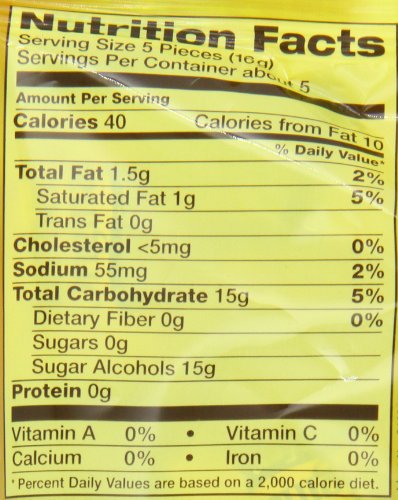 Nutrition Facts
Serving Size 5 Pieces (16g)
Servings Per Container about 5
Amount Per Serving
Calories 40 Calories from Fat 10
% Daily Value*
Total Fat 1.5g 2%
Saturated Fat 1g 5%
Trans Fat 0g
Cholesterol <5mg 0%
Sodium 55mg 2%
Total Carbohydrate 15g 5%
Dietary Fiber 0g 0%
Sugars 0g
Sugar Alcohols 15g
Protein 0g
Vitamin A 0% • Vitamin C 0%
Calcium 0% • Iron 0%
*Percent Daily Values are based on a 2,000 calorie diet.